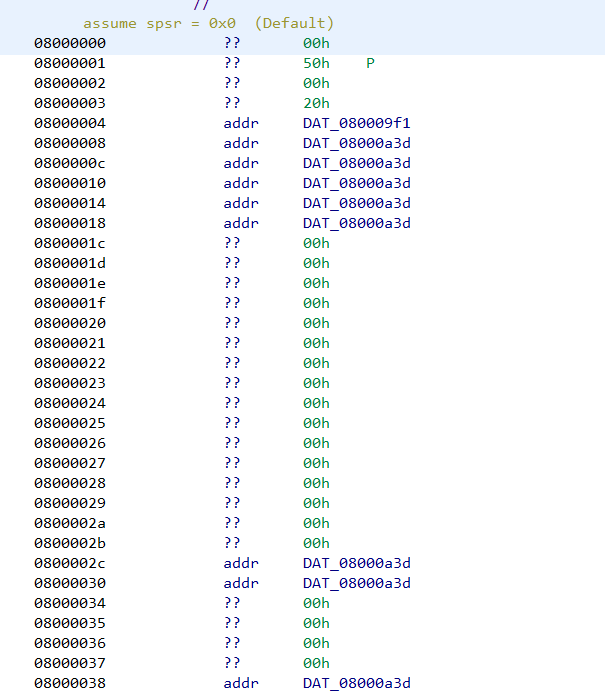 //
assume spsr = 0x0 (Default)
08000000 ?? 00h
08000001 ?? 50h P
08000002 ?? 00h
08000003 ?? 20h
08000004 addr DAT_080009f1
08000008 addr DAT_08000a3d
0800000c addr DAT_08000a3d
08000010 addr DAT_08000a3d
08000014 addr DAT_08000a3d
08000018 addr DAT_08000a3d
0800001c ?? 00h
0800001d ?? 00h
0800001e ?? 00h
0800001f ?? 00h
08000020 ?? 00h
08000021 ?? 00h
08000022 ?? 00h
08000023 ?? 00h
08000024 ?? 00h
08000025 ?? 00h
08000026 ?? 00h
08000027 ?? 00h
08000028 ?? 00h
08000029 ?? 00h
0800002a ?? 00h
0800002b ?? 00h
0800002c addr DAT_08000a3d
08000030 addr DAT_08000a3d
08000034 ?? 00h
08000035 ?? 00h
08000036 ?? 00h
08000037 ?? 00h
08000038 addr DAT_08000a3d